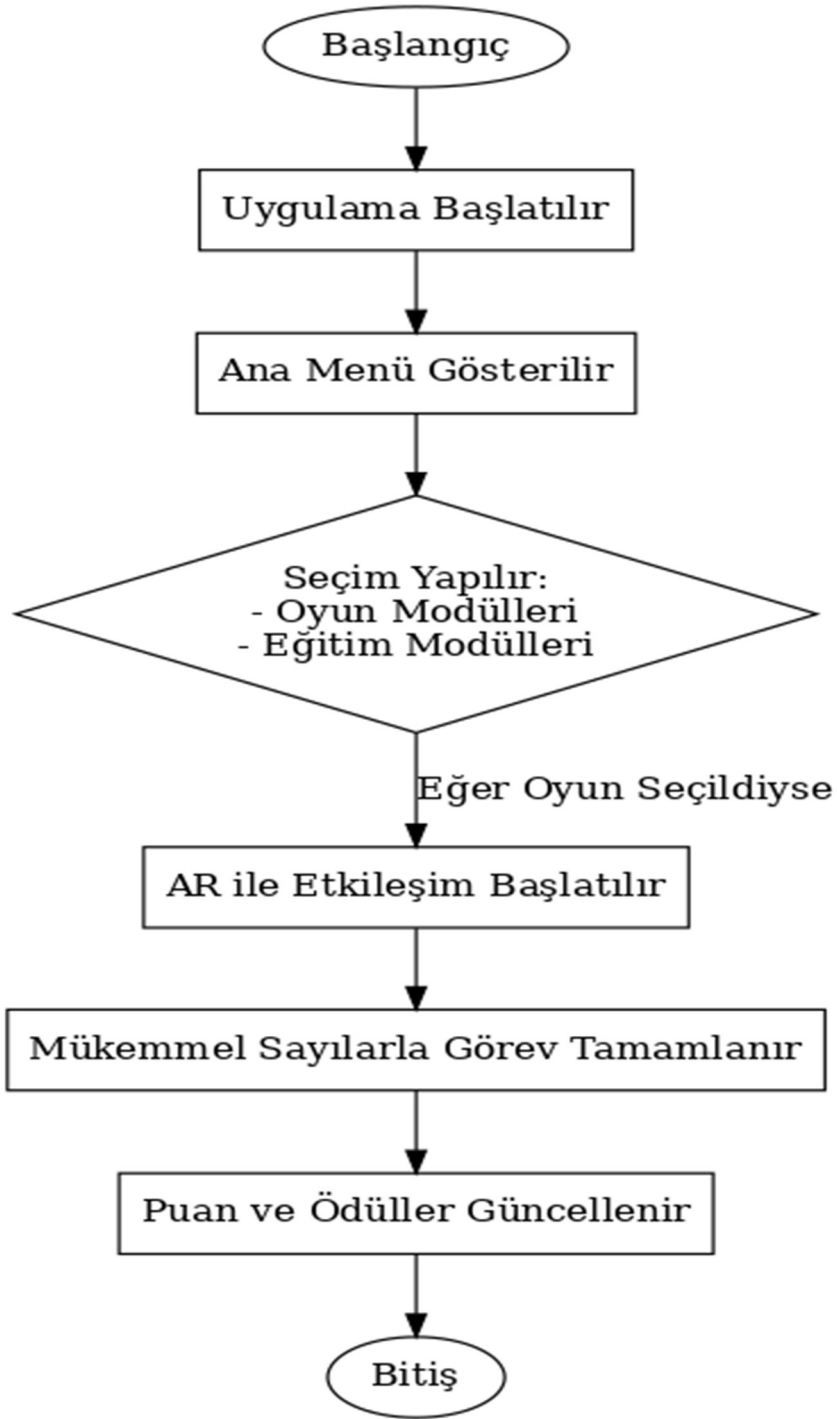 Başlangıç
Uygulama Başlatılır
Ana Menü Gösterilir
Seçim Yapılır:
- Oyun Modülleri
- Eğitim Modülleri
Eğer Oyun Seçildiyse
AR ile Etkileşim Başlatılır
Mükemmel Sayılarla Görev Tamamlanır
Puan ve Ödüller Güncellenir
Bitiş